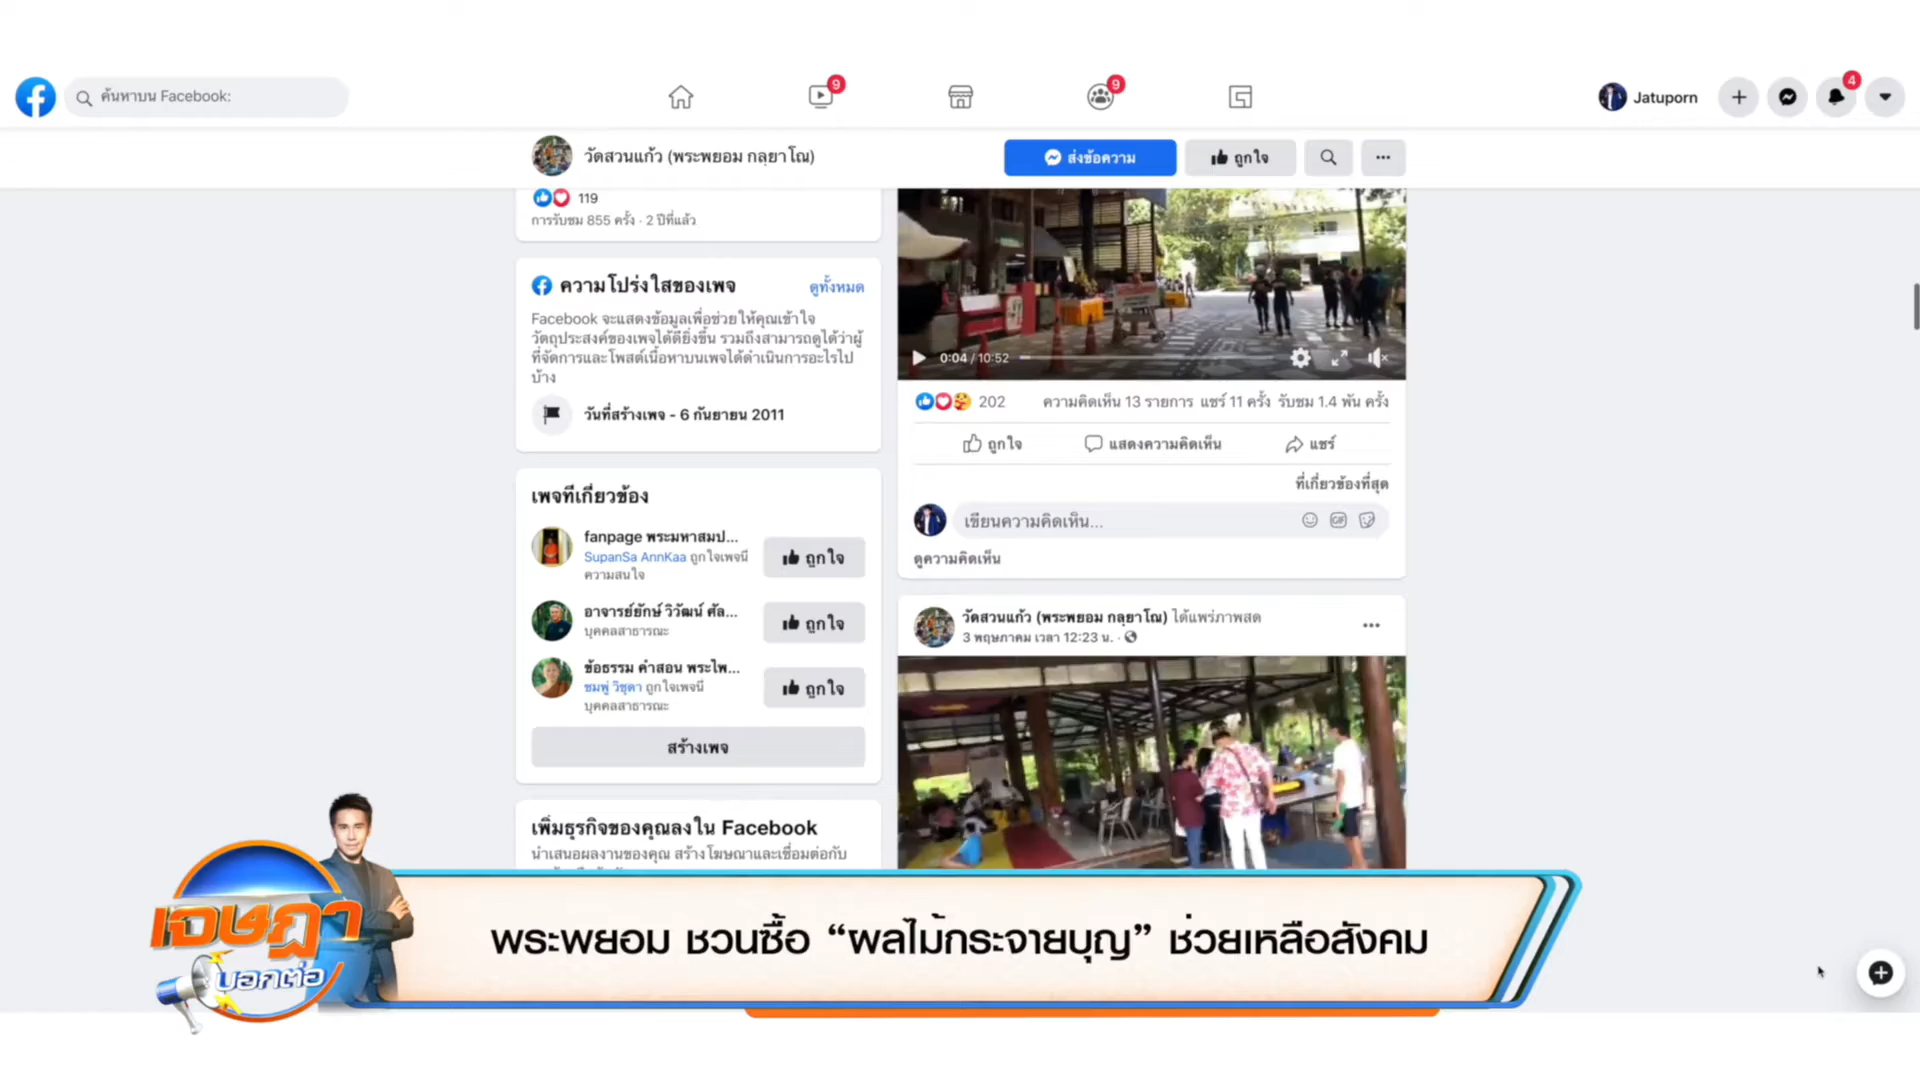 ค้นหาบน Facebook:
9
9
Jatuporn
4
วัดสวนแก้ว (พระพยอม กลฺยาโณ)
ส่งข้อความ
ถูกใจ
119
การรับชม 855 ครั้ง · 2 ปีที่แล้ว
ความโปร่งใสของเพจ
ดูทั้งหมด
Facebook จะแสดงข้อมูลเพื่อช่วยให้คุณเข้าใจ
วัตถุประสงค์ของเพจได้ดียิ่งขึ้น รวมถึงสามารถดูได้ว่าผู้
ที่จัดการและโพสต์เนื้อหาบนเพจได้ดำเนินการอะไรไป
บ้าง
วันที่สร้างเพจ - 6 กันยายน 2011
เพจที่เกี่ยวข้อง
fanpage พระมหาสมป...
SupanSa AnnKaa ถูกใจเพจนี้
ความสนใจ
ถูกใจ
อาจารย์ยักษ์ วิวัฒน์ ศัล...
บุคคลสาธารณะ
ถูกใจ
ข้อธรรม คำสอน พระไพ...
ชมพู่ วิชุดา ถูกใจเพจนี้
บุคคลสาธารณะ
ถูกใจ
สร้างเพจ
เพิ่มธุรกิจของคุณลงใน Facebook
นำเสนอผลงานของคุณ สร้างโฆษณาและเชื่อมต่อกับ
0:04 / 10:52
202
ความคิดเห็น 13 รายการ แชร์ 11 ครั้ง รับชม 1.4 พัน ครั้ง
ถูกใจ
แสดงความคิดเห็น
แชร์
ที่เกี่ยวข้องที่สุด
เขียนความคิดเห็น...
GIF
ดูความคิดเห็น
วัดสวนแก้ว (พระพยอม กลฺยาโณ) ได้แพร่ภาพสด
3 พฤษภาคม เวลา 12:23 น. ·
เจษฎา
บอกต่อ
พระพยอม ชวนซื้อ “ผลไม้กระจายบุญ” ช่วยเหลือสังคม